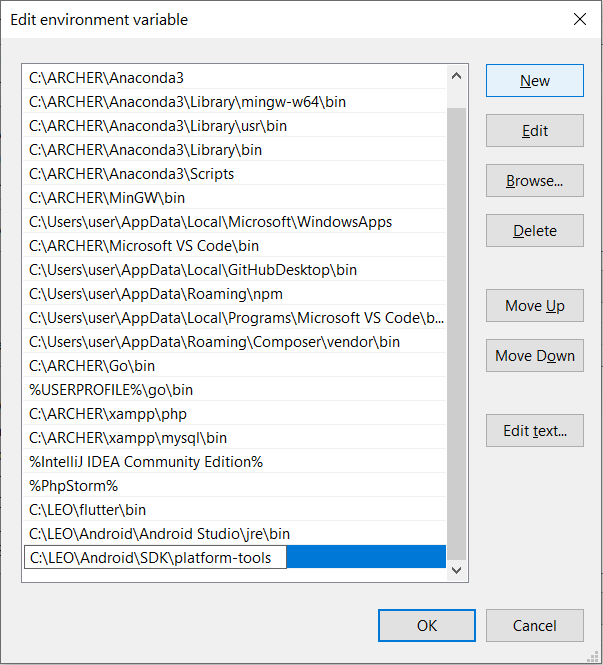 Edit environment variable
C:\ARCHER\Anaconda3
C:\ARCHER\Anaconda3\Library\mingw-w64\bin
C:\ARCHER\Anaconda3\Library\usr\bin
C:\ARCHER\Anaconda3\Library\bin
C:\ARCHER\Anaconda3\Scripts
C:\ARCHER\MinGW\bin
C:\Users\user\AppData\Local\Microsoft\WindowsApps
C:\ARCHER\Microsoft VS Code\bin
C:\Users\user\AppData\Local\GitHubDesktop\bin
C:\Users\user\AppData\Roaming\npm
C:\Users\user\AppData\Local\Programs\Microsoft VS Code\b...
C:\Users\user\AppData\Roaming\Composer\vendor\bin
C:\ARCHER\Go\bin
%USERPROFILE%\go\bin
C:\ARCHER\xampp\php
C:\ARCHER\xampp\mysql\bin
%IntelliJ IDEA Community Edition%
%PhpStorm%
C:\LEO\flutter\bin
C:\LEO\Android\Android Studio\jre\bin
C:\LEO\Android\SDK\platform-tools
New
Edit
Browse...
Delete
Move Up
Move Down
Edit text...
OK
Cancel